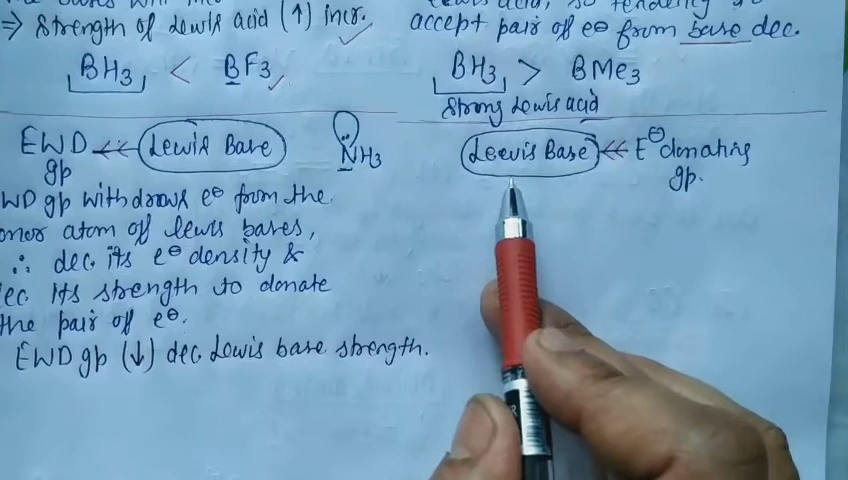 ⇒ Strength of Lewis acid (↑) incr.
BH3 < BF3
EWD gp
Lewis Base
NH3
WD gp withdraws e⊖ from the
atom of lewis bases,
∴ dec. its e⊖ density &
its strength to donate
the pair of e⊖.
EWD gp (↓) dec. Lewis base strength.
accept pair of e⊖ from base dec.
BH3 > BMe3
Strong Lewis acid
Lewis Base
E⊖ donating
gp.